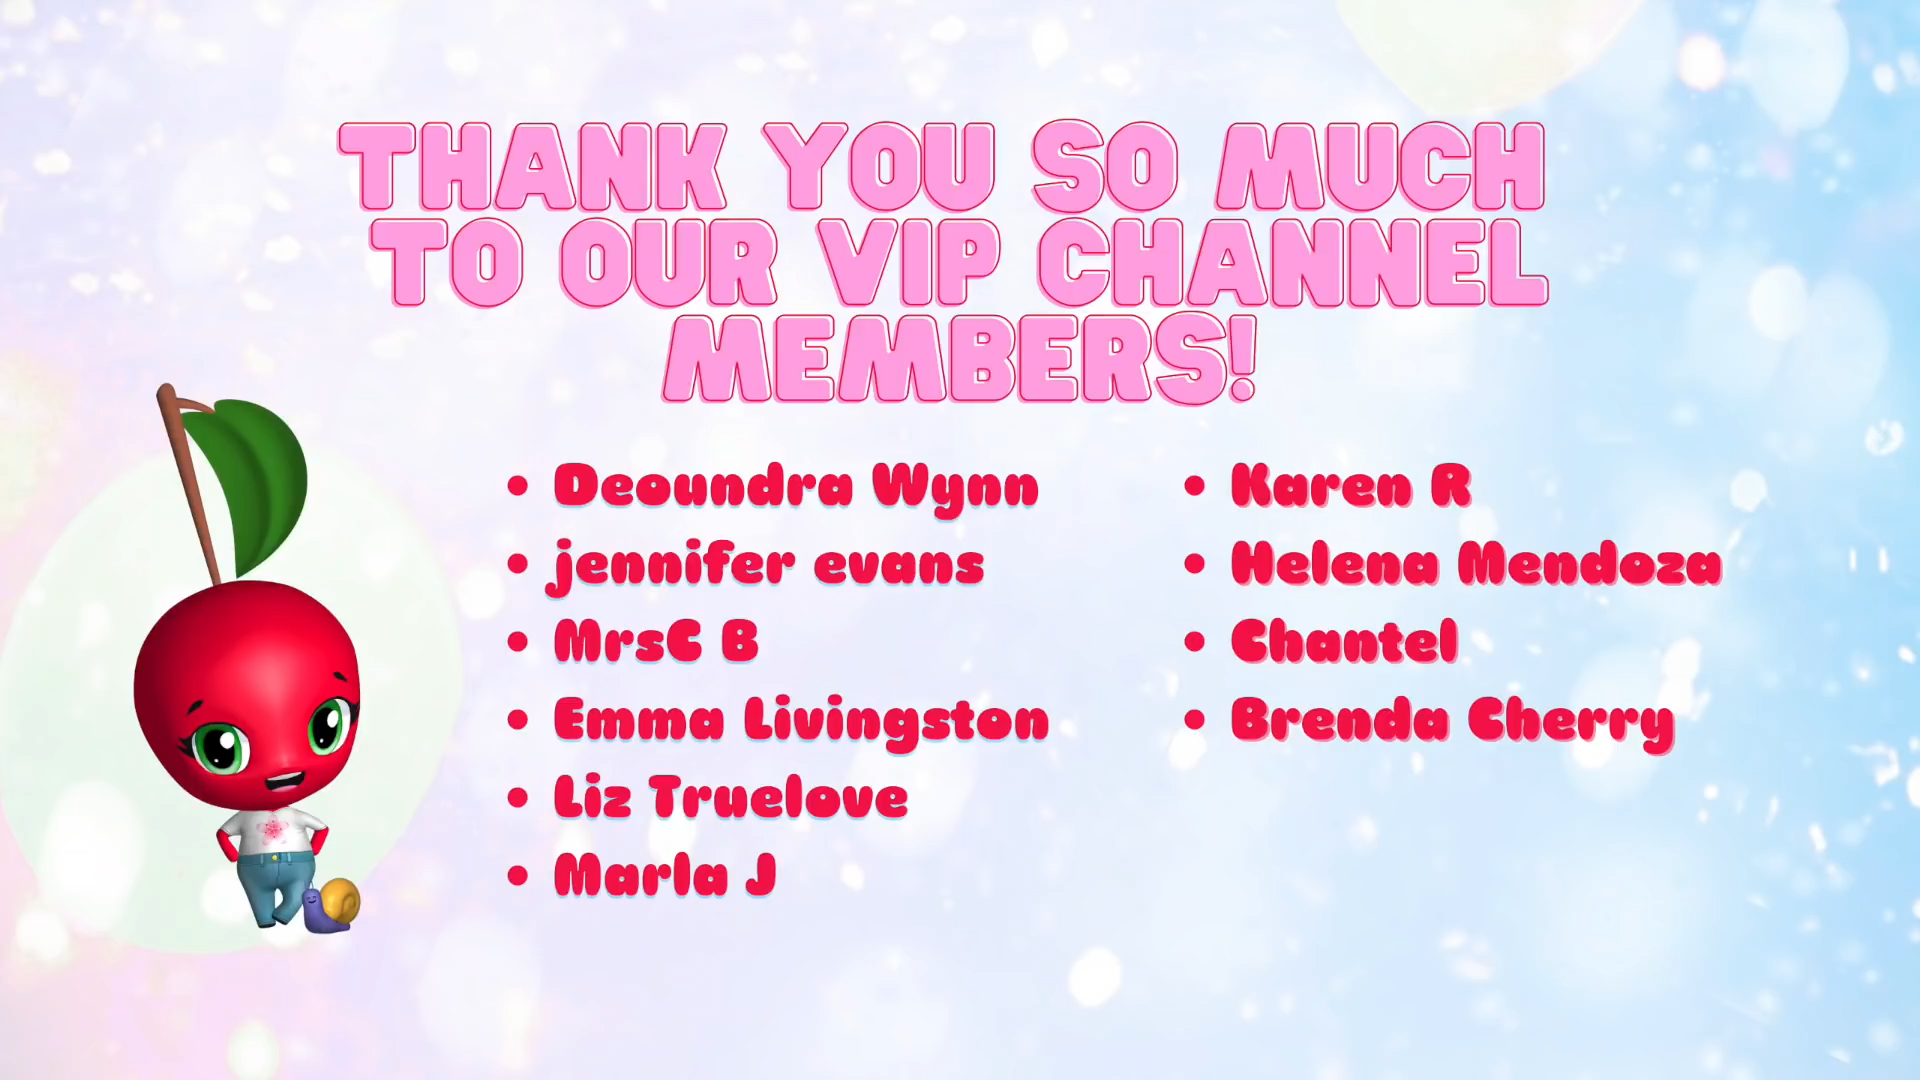 THANK YOU SO MUCH
TO OUR VIP CHANNEL
MEMBERS!
• Deoundra Wynn
• jennifer evans
• MrsC B
• Emma Livingston
• Liz Truelove
• Marla J
• Karen R
• Helena Mendoza
• Chantel
• Brenda Cherry